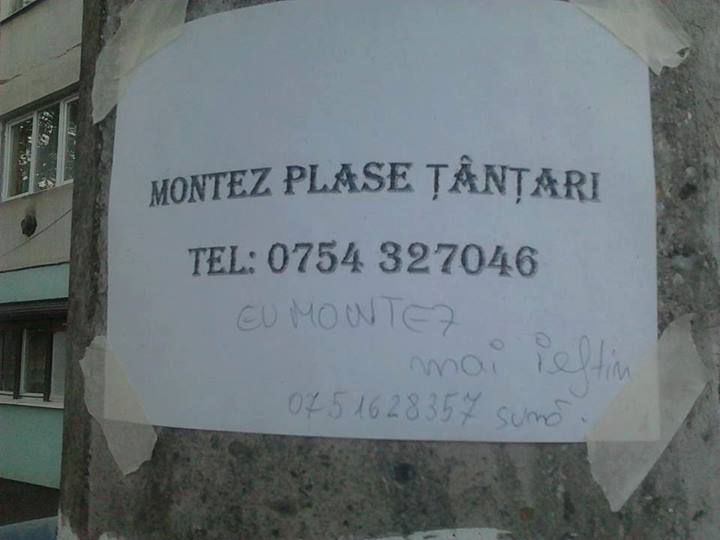 MONTEZ PLASE ȚÂNȚARI
TEL: 0754 327046
EU MONTEZ
mai ieftin
0751628357 sună.